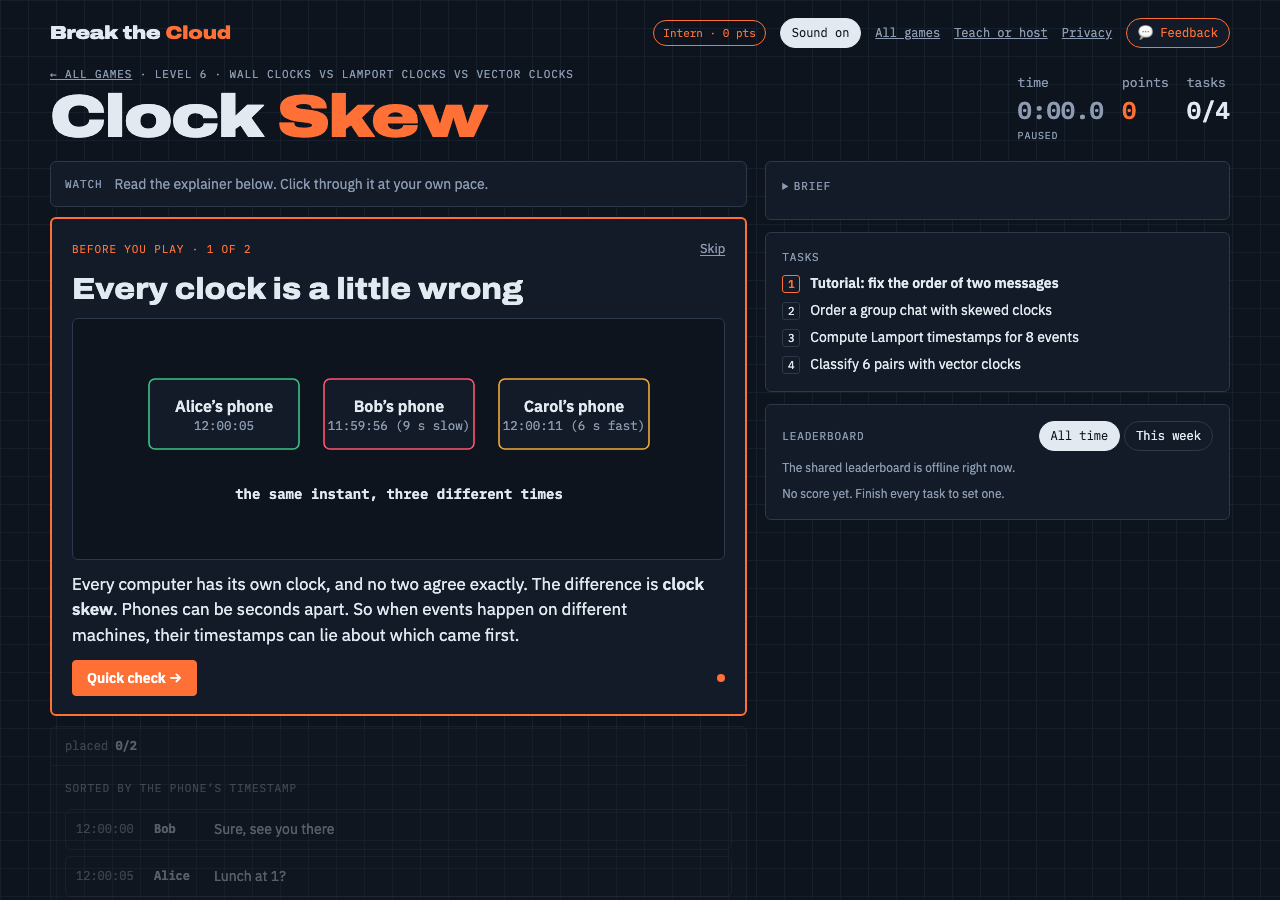 Break the Cloud
Intern · 0 pts
Sound on
All games
Teach or host
Privacy
💬 Feedback
← ALL GAMES · LEVEL 6 · WALL CLOCKS VS LAMPORT CLOCKS VS VECTOR CLOCKS
Clock Skew
time
0:00.0
PAUSED
points
0
tasks
0/4
WATCH Read the explainer below. Click through it at your own pace.
BEFORE YOU PLAY · 1 OF 2
Skip
Every clock is a little wrong
Alice’s phone
12:00:05
Bob’s phone
11:59:56 (9 s slow)
Carol’s phone
12:00:11 (6 s fast)
the same instant, three different times
Every computer has its own clock, and no two agree exactly. The difference is clock
skew. Phones can be seconds apart. So when events happen on different
machines, their timestamps can lie about which came first.
Quick check →
placed 0/2
SORTED BY THE PHONE’S TIMESTAMP
12:00:00 Bob Sure, see you there
12:00:05 Alice Lunch at 1?
▶ BRIEF
TASKS
1 Tutorial: fix the order of two messages
2 Order a group chat with skewed clocks
3 Compute Lamport timestamps for 8 events
4 Classify 6 pairs with vector clocks
LEADERBOARD
All time
This week
The shared leaderboard is offline right now.
No score yet. Finish every task to set one.